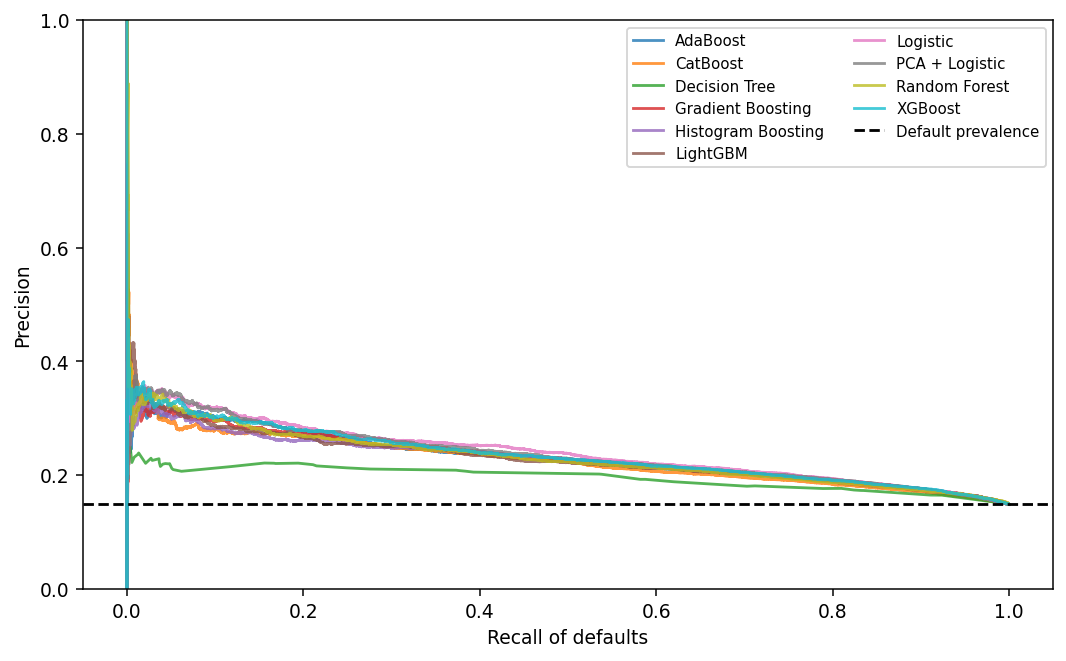 1.0
0.8
0.6
0.4
0.2
0.0
Precision
AdaBoost
CatBoost
Decision Tree
Gradient Boosting
Histogram Boosting
LightGBM
Logistic
PCA + Logistic
Random Forest
XGBoost
Default prevalence
0.0 0.2 0.4 0.6 0.8 1.0
Recall of defaults